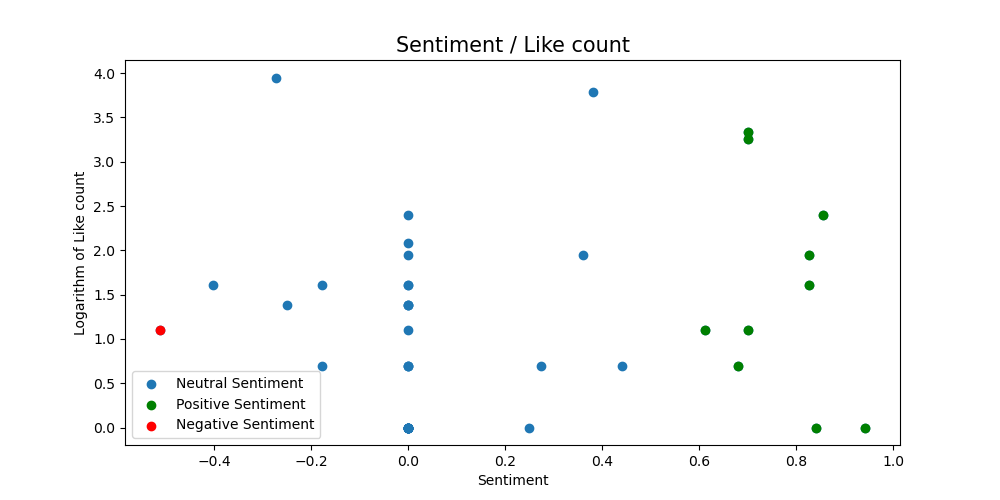 Sentiment / Like count
Logarithm of Like count
4.0
3.5
3.0
2.5
2.0
1.5
1.0
0.5
0.0
Neutral Sentiment
Positive Sentiment
Negative Sentiment
−0.4
−0.2
0.0
0.2
0.4
0.6
0.8
1.0
Sentiment